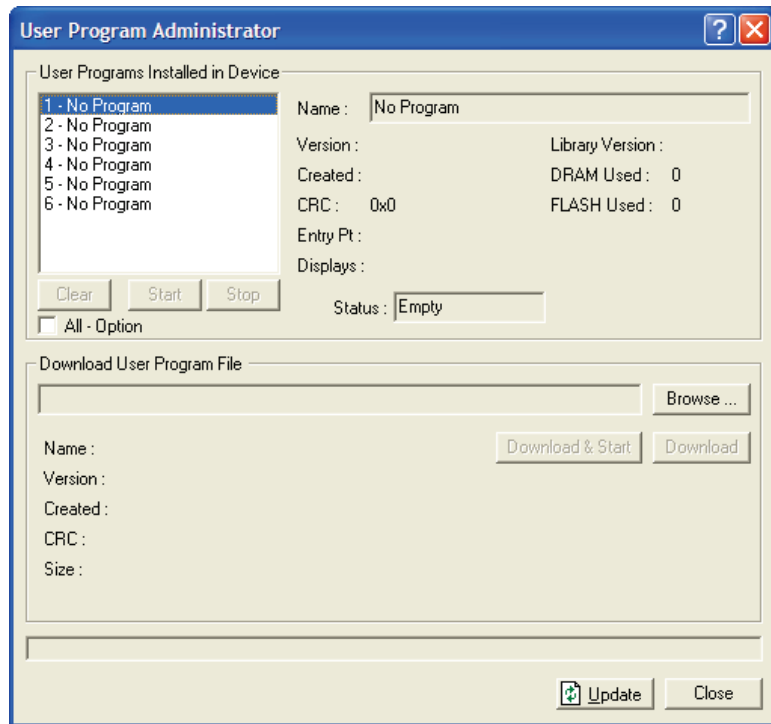 User Program Administrator
User Programs Installed in Device
1 - No Program
2 - No Program
3 - No Program
4 - No Program
5 - No Program
6 - No Program
Clear Start Stop
All - Option
Name : No Program
Version : Library Version :
Created : DRAM Used : 0
CRC : 0x0 FLASH Used : 0
Entry Pt :
Displays :
Status : Empty
Download User Program File
Browse ...
Name : Download & Start Download
Version :
Created :
CRC :
Size :
Update Close